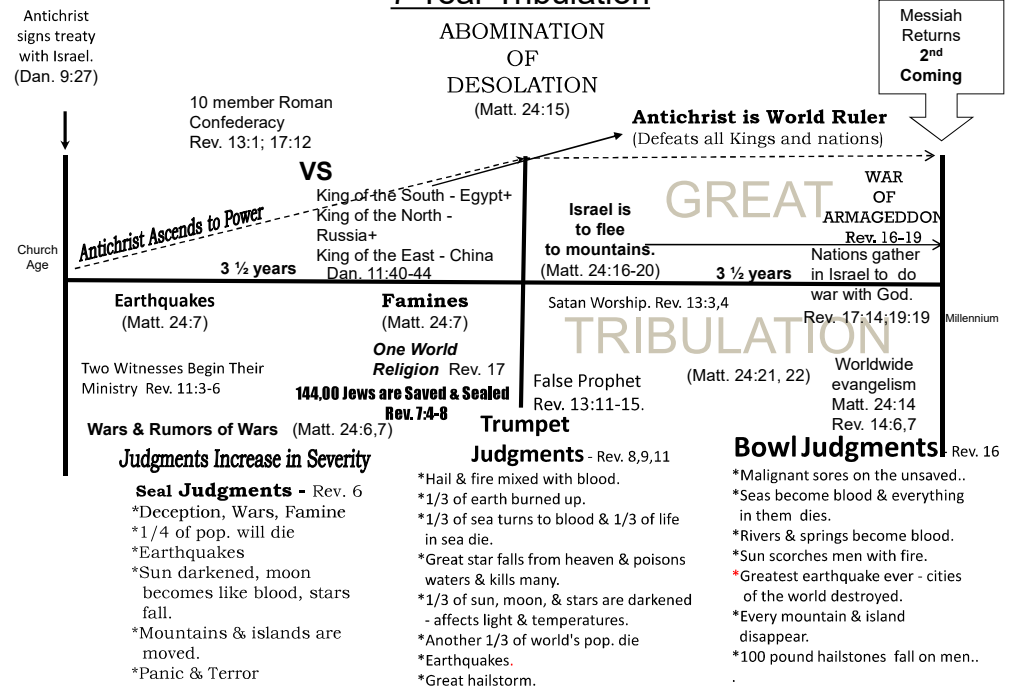 7 Year Tribulation
Antichrist
signs treaty
with Israel.
(Dan. 9:27)
ABOMINATION
OF
DESOLATION
(Matt. 24:15)
Messiah
Returns
2nd
Coming
10 member Roman
Confederacy
Rev. 13:1; 17:12
VS
King of the South - Egypt+
King of the North -
Russia+
King of the East - China
Dan. 11:40-44
Antichrist is World Ruler
(Defeats all Kings and nations)
Antichrist Ascends to Power
Church
Age
3 ½ years
Israel is
to flee
to mountains.
(Matt. 24:16-20)
GREAT
TRIBULATION
3 ½ years
WAR
OF
ARMAGEDDON
Rev. 16-19
Nations gather
in Israel to do
war with God.
Rev. 17:14;19:19
Millennium
Earthquakes
(Matt. 24:7)
Famines
(Matt. 24:7)
Satan Worship. Rev. 13:3,4
Two Witnesses Begin Their
Ministry Rev. 11:3-6
One World
Religion Rev. 17
144,00 Jews are Saved & Sealed
Rev. 7:4-8
False Prophet
Rev. 13:11-15.
(Matt. 24:21, 22)
Worldwide
evangelism
Matt. 24:14
Rev. 14:6,7
Wars & Rumors of Wars (Matt. 24:6,7)
Judgments Increase in Severity
Seal Judgments - Rev. 6
*Deception, Wars, Famine
*1/4 of pop. will die
*Earthquakes
*Sun darkened, moon
becomes like blood, stars
fall.
*Mountains & islands are
moved.
*Panic & Terror
Trumpet
Judgments - Rev. 8,9,11
*Hail & fire mixed with blood.
*1/3 of earth burned up.
*1/3 of sea turns to blood & 1/3 of life
in sea die.
*Great star falls from heaven & poisons
waters & kills many.
*1/3 of sun, moon, & stars are darkened
- affects light & temperatures.
*Another 1/3 of world's pop. die
*Earthquakes.
*Great hailstorm.
Bowl Judgments - Rev. 16
*Malignant sores on the unsaved..
*Seas become blood & everything
in them dies.
*Rivers & springs become blood.
*Sun scorches men with fire.
*Greatest earthquake ever - cities
of the world destroyed.
*Every mountain & island
disappear.
*100 pound hailstones fall on men..
.